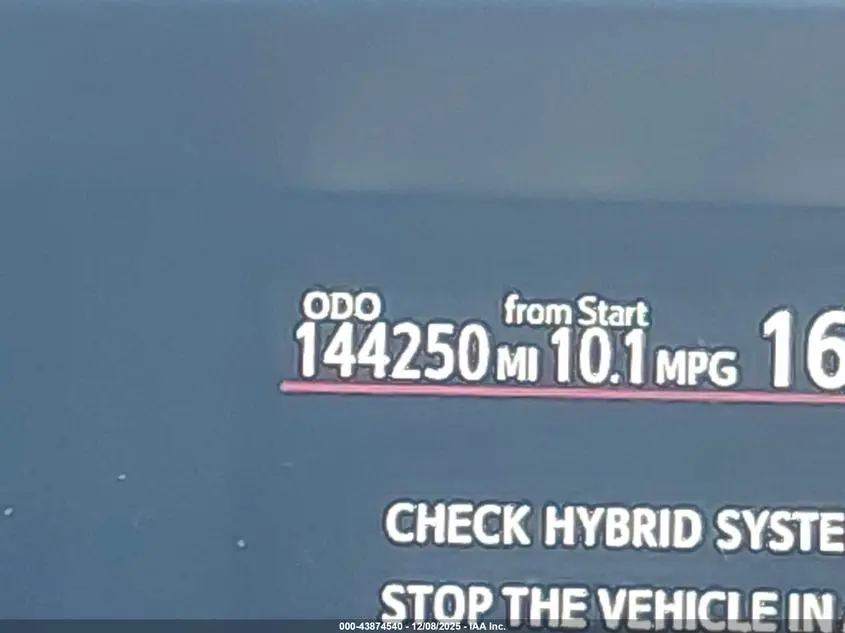 ODO from Start
144250 MI 10.1 MPG 16
CHECK HYBRID SYSTE
STOP THE VEHICLE IN
000-43874540 - 12/08/2025 - IAA Inc.